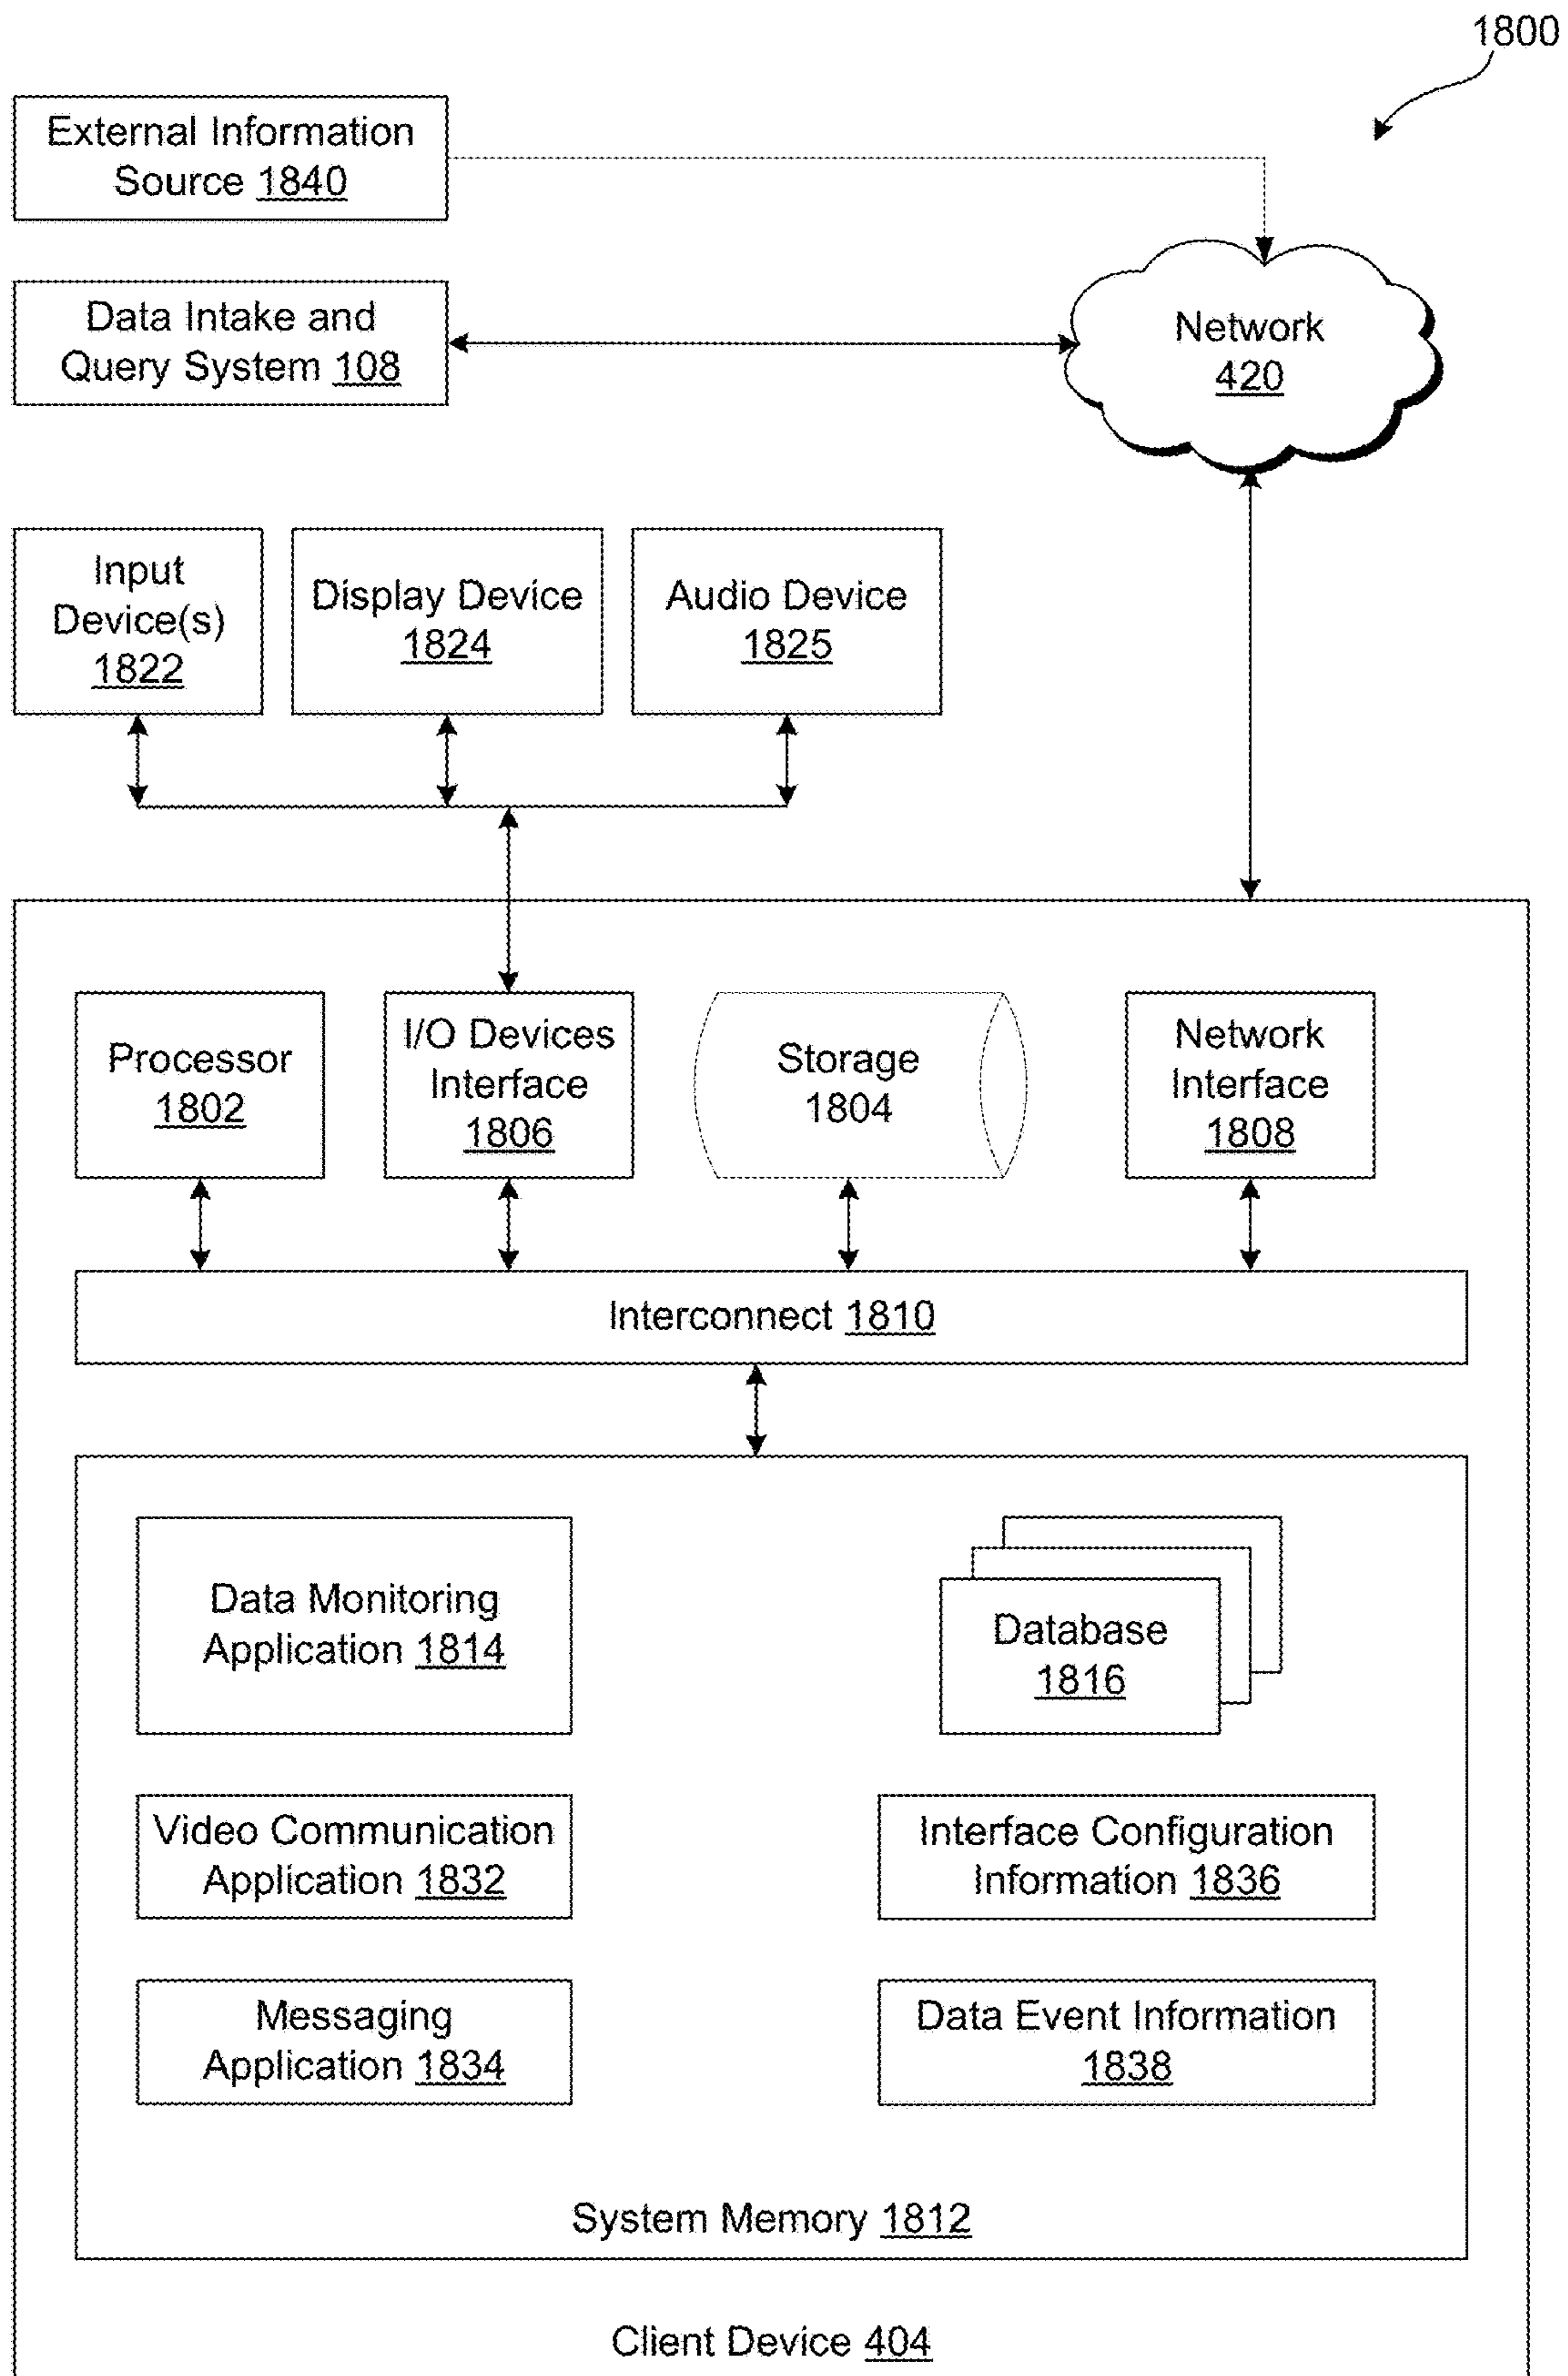 1800
External Information
Source 1840
Data Intake and
Query System 108
Network
420
Input
Device(s)
1822
Display Device
1824
Audio Device
1825
Processor
1802
I/O Devices
Interface
1806
Storage
1804
Network
Interface
1808
Interconnect 1810
Data Monitoring
Application 1814
Database
1816
Video Communication
Application 1832
Interface Configuration
Information 1836
Messaging
Application 1834
Data Event Information
1838
System Memory 1812
Client Device 404